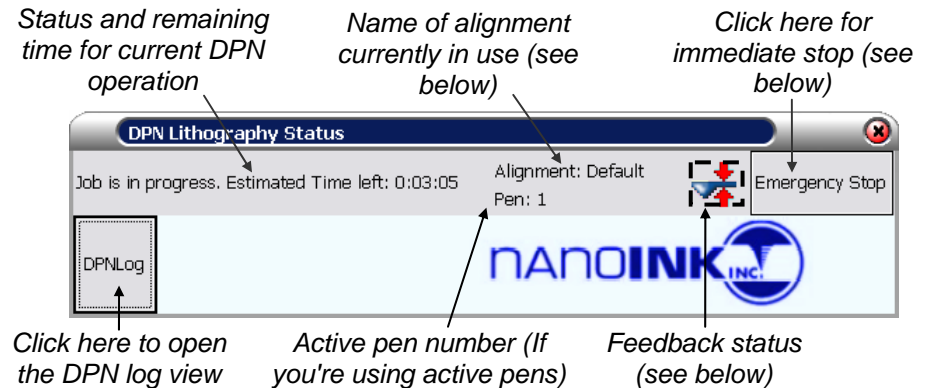 Status and remaining
time for current DPN
operation
Name of alignment
currently in use (see
below)
Click here for
immediate stop (see
below)
DPN Lithography Status
Job is in progress. Estimated Time left: 0:03:05
Alignment: Default
Pen: 1
Emergency Stop
DPNLog
nanoINK
INC.
Click here to open
the DPN log view
Active pen number (If
you're using active pens)
Feedback status
(see below)